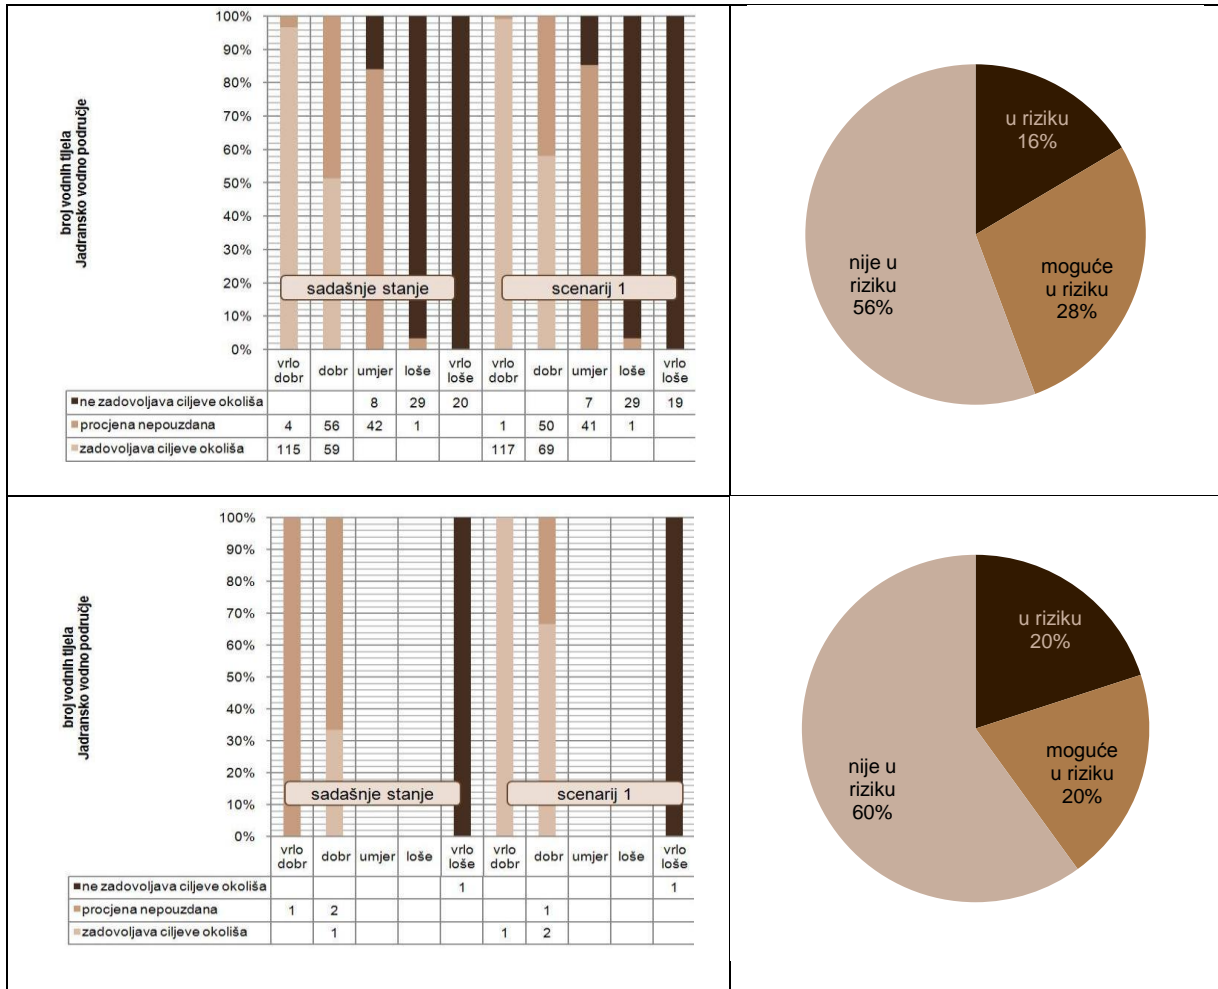 broj vodnih tijela
Jadransko vodno područje
100%
90%
80%
70%
60%
50%
40%
30%
20%
10%
0%
sadašnje stanje
scenarij 1
vrlo dobr dobr umjer loše vrlo loše vrlo dobr dobr umjer loše vrlo loše
ne zadovoljava ciljeve okoliša 8 29 20 7 29 19
procjena nepouzdana 4 56 42 1 1 50 41 1
zadovoljava ciljeve okoliša 115 59 117 69
u riziku
16%
moguće
u riziku
28%
nije u
riziku
56%
broj vodnih tijela
Jadransko vodno područje
100%
90%
80%
70%
60%
50%
40%
30%
20%
10%
0%
sadašnje stanje
scenarij 1
vrlo dobr dobr umjer loše vrlo loše vrlo dobr dobr umjer loše vrlo loše
ne zadovoljava ciljeve okoliša 1 1
procjena nepouzdana 1 2 1
zadovoljava ciljeve okoliša 1 1 2
u riziku
20%
moguće
u riziku
20%
nije u
riziku
60%